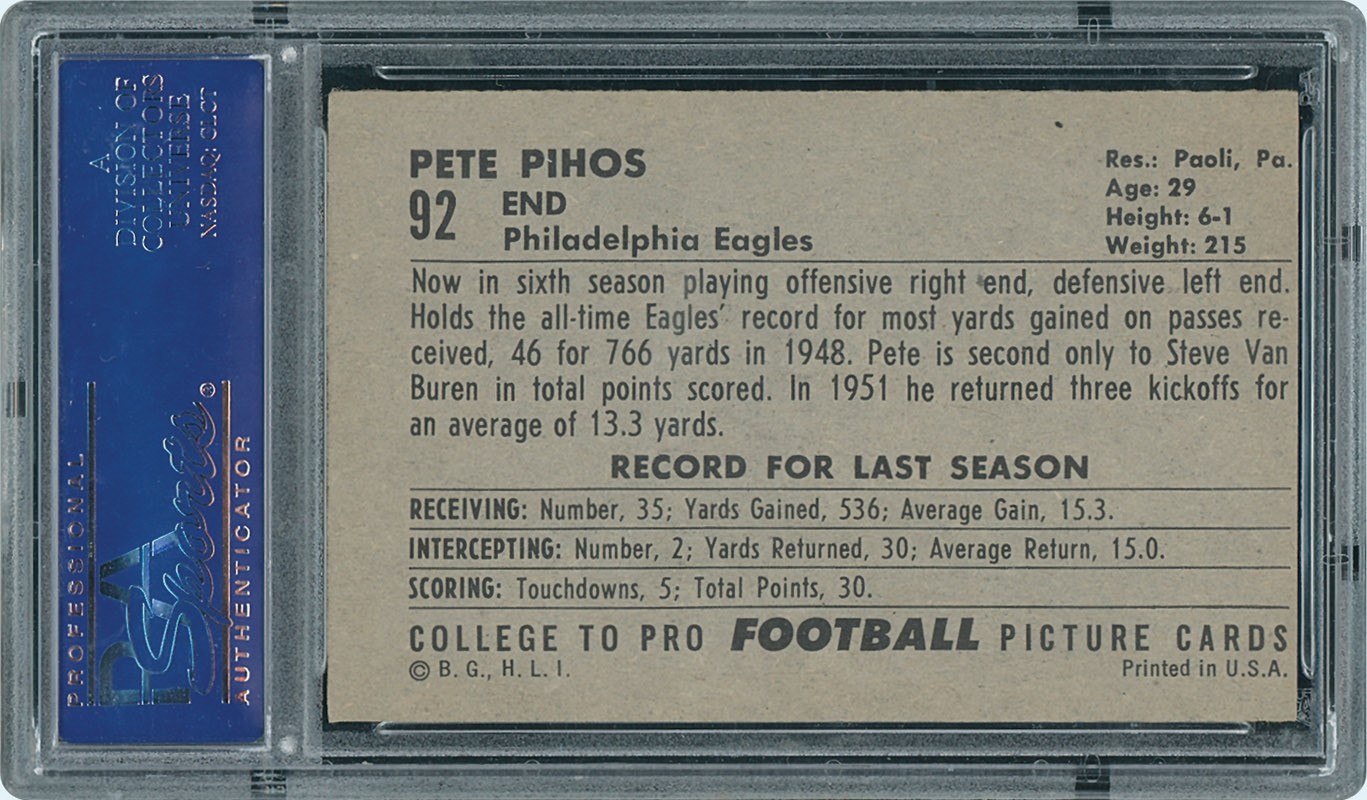 A
DIVISION OF
COLLECTORS
UNIVERSE
NASDAQ: CLCT
PROFESSIONAL
PSA
Sports®
AUTHENTICATOR
PETE PIHOS
92
END
Philadelphia Eagles
Res.: Paoli, Pa.
Age: 29
Height: 6-1
Weight: 215
Now in sixth season playing offensive right end, defensive left end.
Holds the all-time Eagles' record for most yards gained on passes re-
ceived, 46 for 766 yards in 1948. Pete is second only to Steve Van
Buren in total points scored. In 1951 he returned three kickoffs for
an average of 13.3 yards.
RECORD FOR LAST SEASON
RECEIVING: Number, 35; Yards Gained, 536; Average Gain, 15.3.
INTERCEPTING: Number, 2; Yards Returned, 30; Average Return, 15.0.
SCORING: Touchdowns, 5; Total Points, 30.
COLLEGE TO PRO FOOTBALL PICTURE CARDS
© B. G., H. L. I.
Printed in U.S.A.